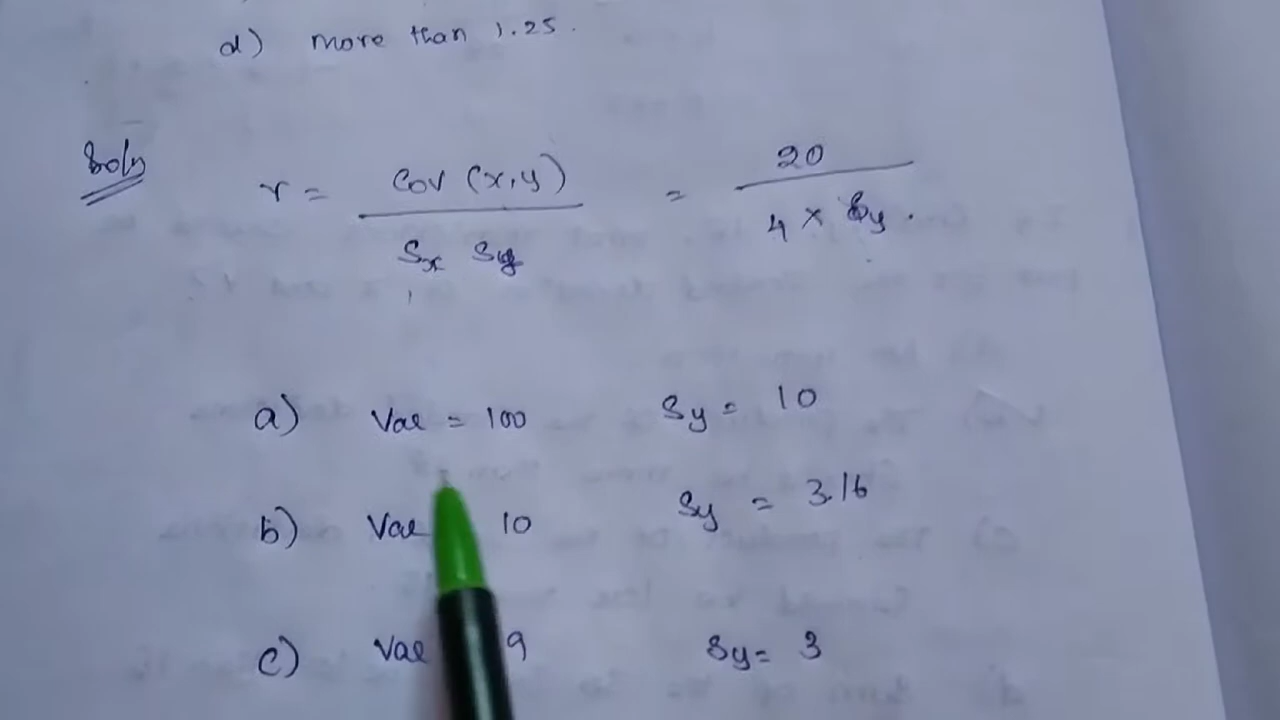 d) more than 1.25.
Soln
r = Cov (x,y) / Sx Sy = 20 / 4 × Sy.
a) Var = 100 Sy = 10
b) Var 10 Sy = 3.16
c) Var 9 Sy = 3